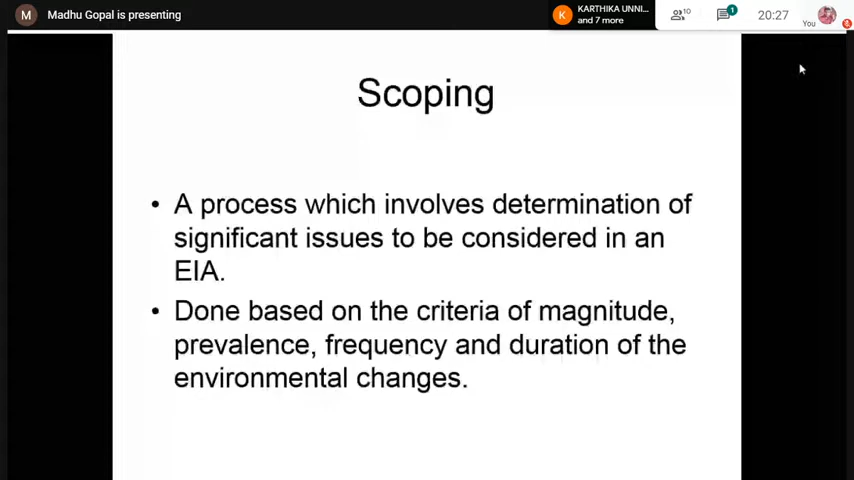 M Madhu Gopal is presenting
K KARTHIKA UNNI...
and 7 more
10
1
20:27
You
Scoping
• A process which involves determination of
significant issues to be considered in an
EIA.
• Done based on the criteria of magnitude,
prevalence, frequency and duration of the
environmental changes.